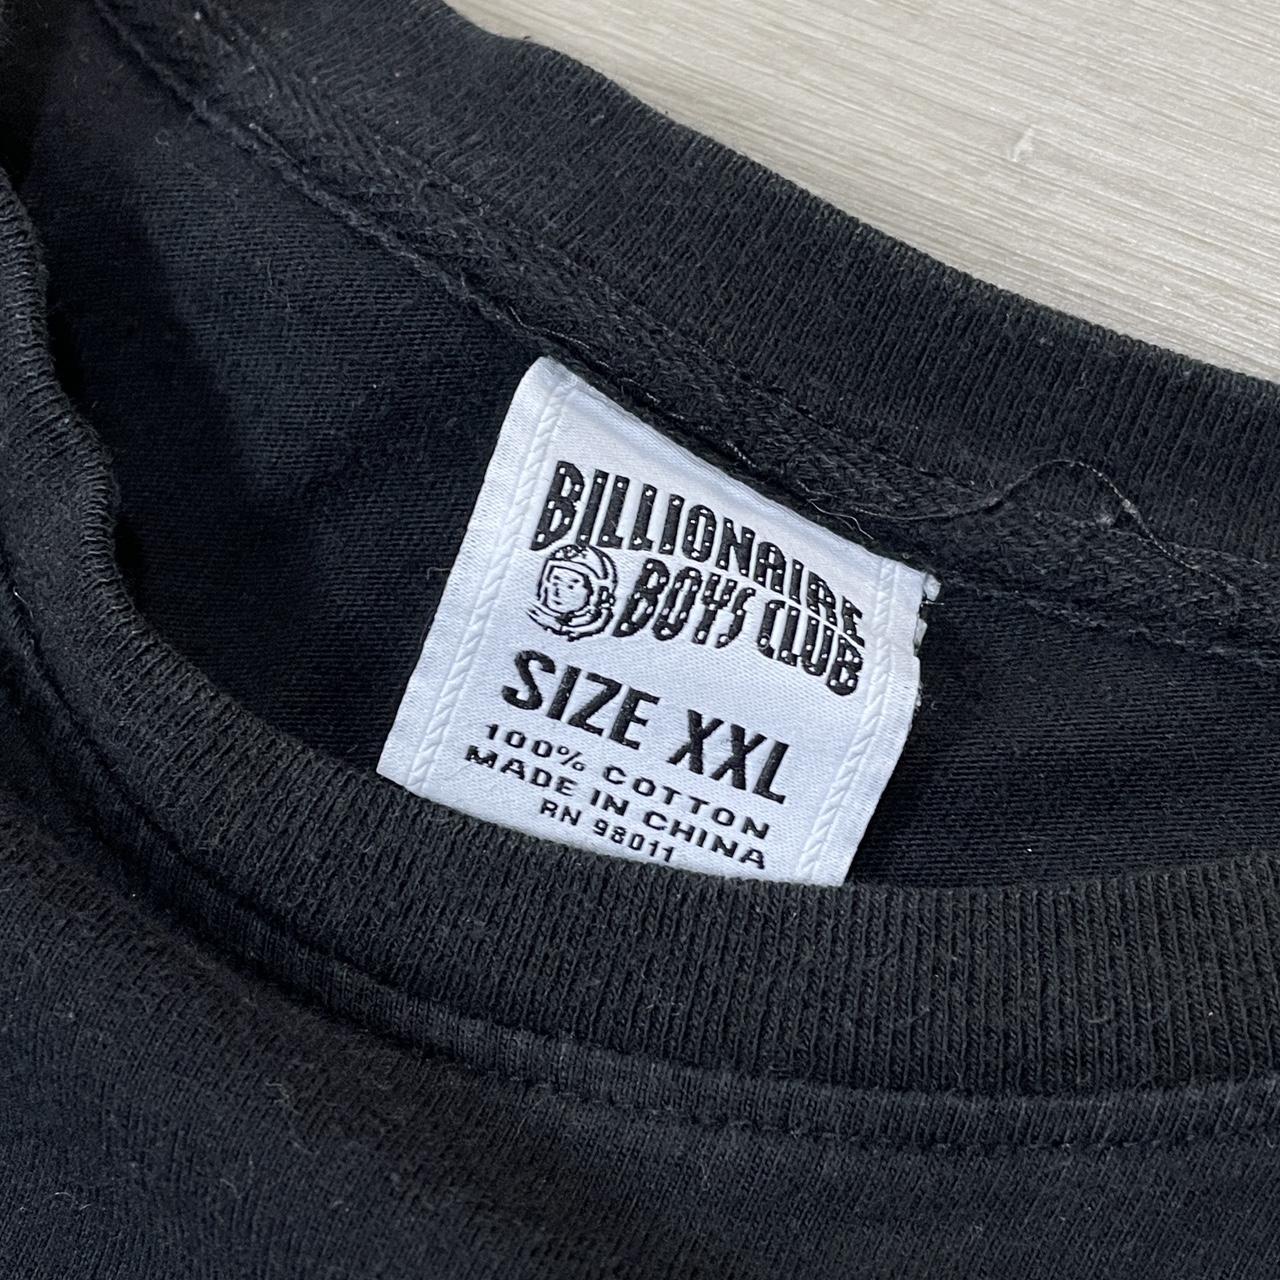 BILLIONAIRE
BOYS CLUB
SIZE XXL
100% COTTON
MADE IN CHINA
RN 98011